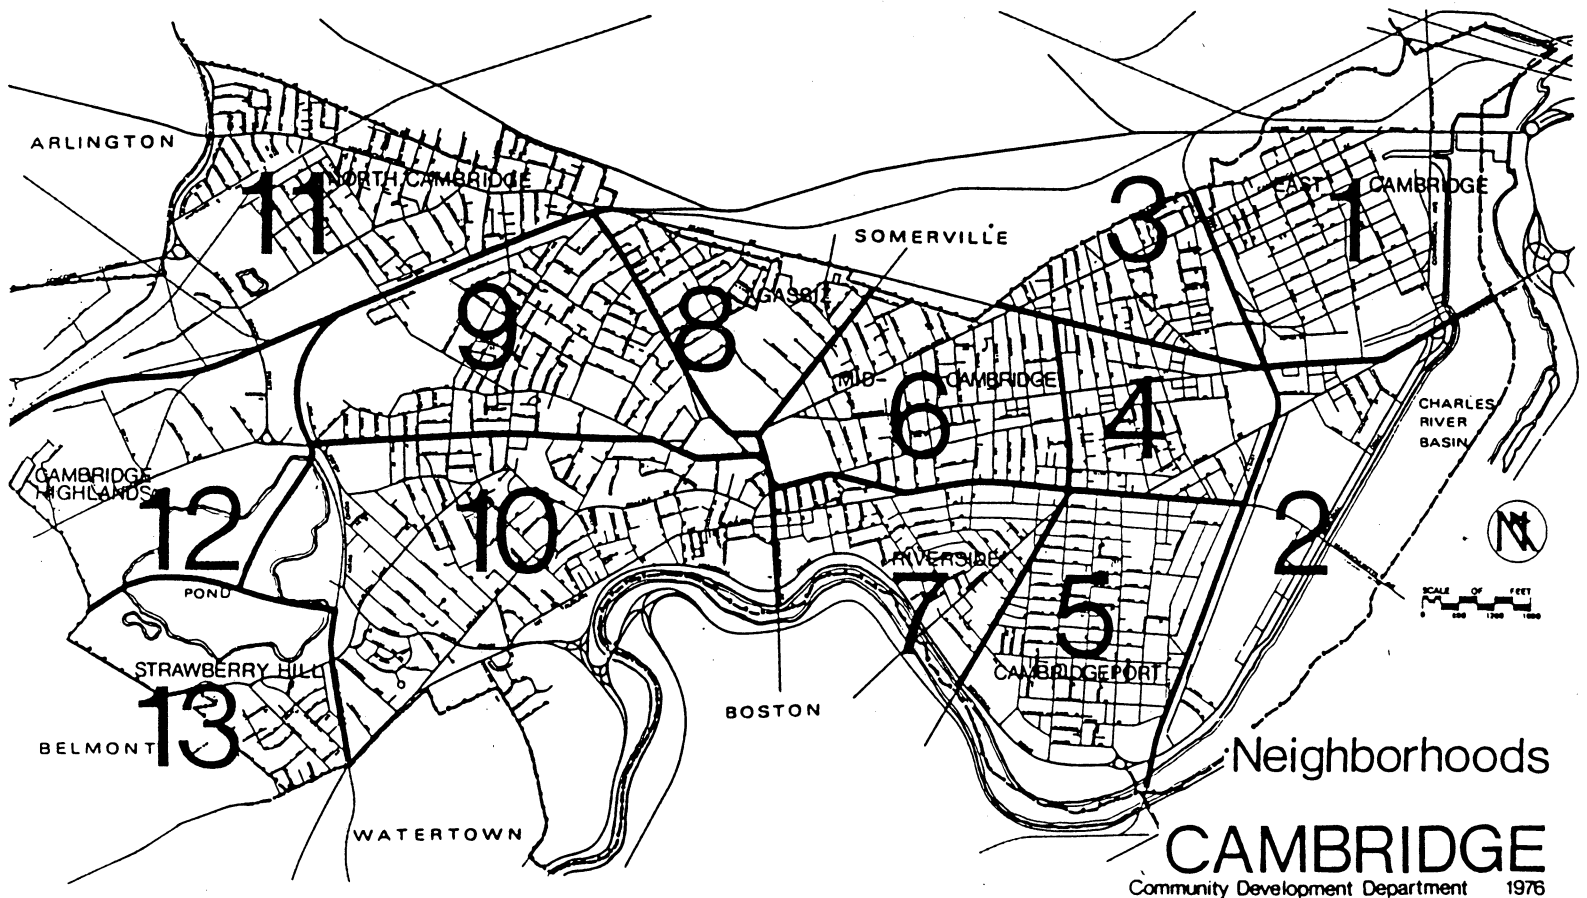 ARLINGTON
11
NORTH CAMBRIDGE
SOMERVILLE
3
EAST
1
CAMBRIDGE
9
8
AGASSIZ
MID-
CAMBRIDGE
6
4
CHARLES
RIVER
BASIN
CAMBRIDGE
HIGHLANDS
12
10
2
N
POND
RIVERSIDE
7
5
SCALE OF FEET
STRAWBERRY HILL
13
CAMBRIDGEPORT
BOSTON
BELMONT
WATERTOWN
Neighborhoods
CAMBRIDGE
Community Development Department 1976